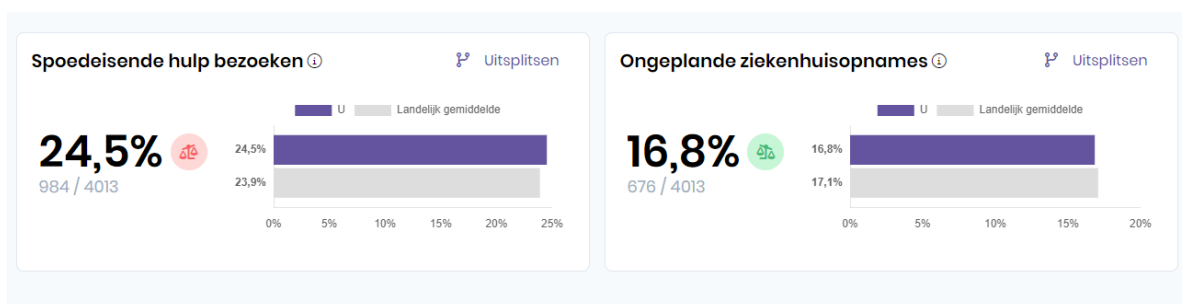 Spoedeisende hulp bezoeken
Uitsplitsen
U Landelijk gemiddelde
24,5%
984 / 4013
24,5%
23,9%
0% 5% 10% 15% 20% 25%
Ongeplande ziekenhuisopnames
Uitsplitsen
U Landelijk gemiddelde
16,8%
676 / 4013
16,8%
17,1%
0% 5% 10% 15% 20%